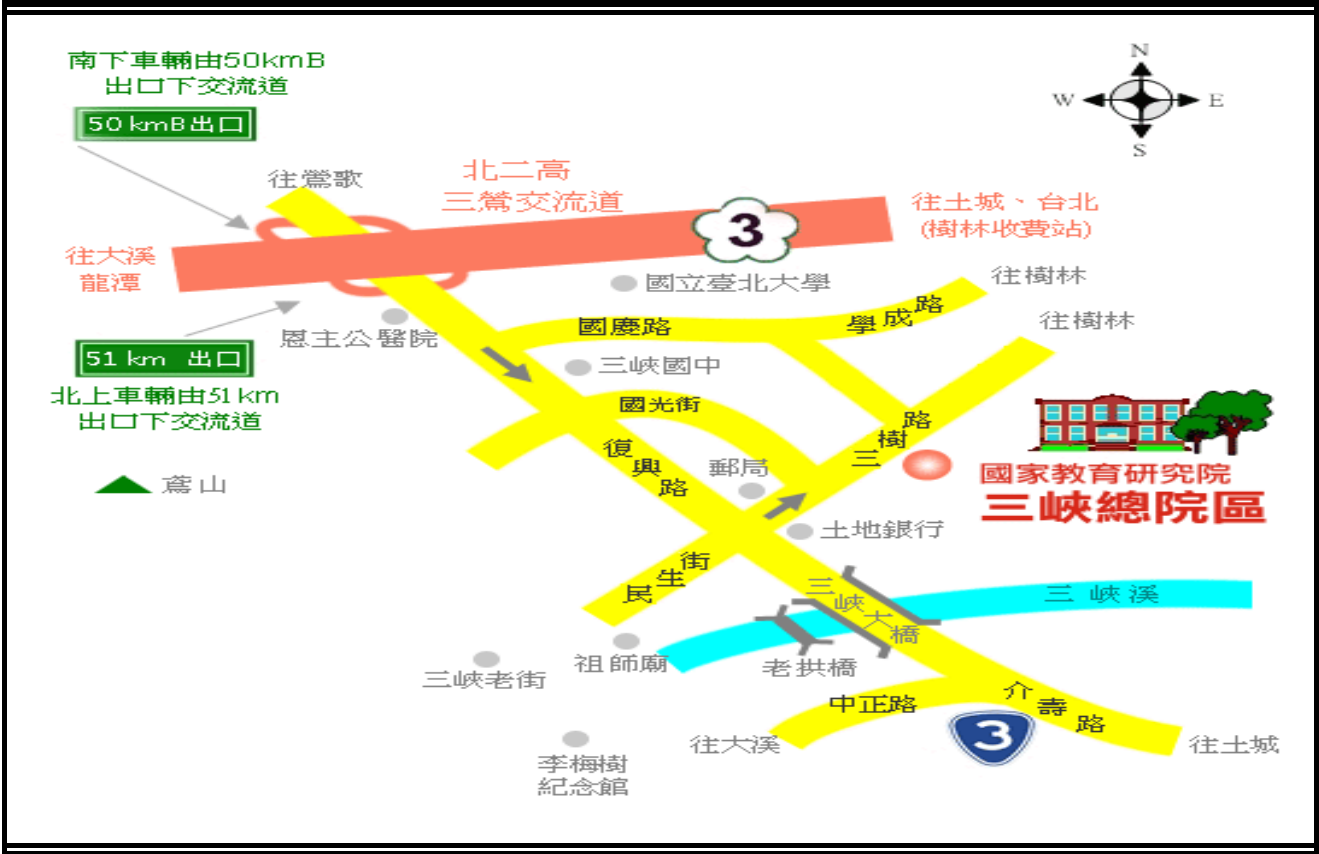 南下車輛由50kmB
出口下交流道
50 kmB出口
N
W
E
S
往鶯歌
北二高
三鶯交流道
3
往土城、台北
(樹林收費站)
往大溪
龍潭
國立臺北大學
往樹林
學成路
國慶路
往樹林
恩主公醫院
51 km 出口
三峽國中
北上車輛由51km
出口下交流道
國光街
三樹路
復興路
郵局
鳶山
國家教育研究院
三峽總院區
土地銀行
民生街
三峽大橋
三峽溪
祖師廟
老拱橋
三峽老街
中正路
介壽路
3
往大溪
往土城
李梅樹
紀念館